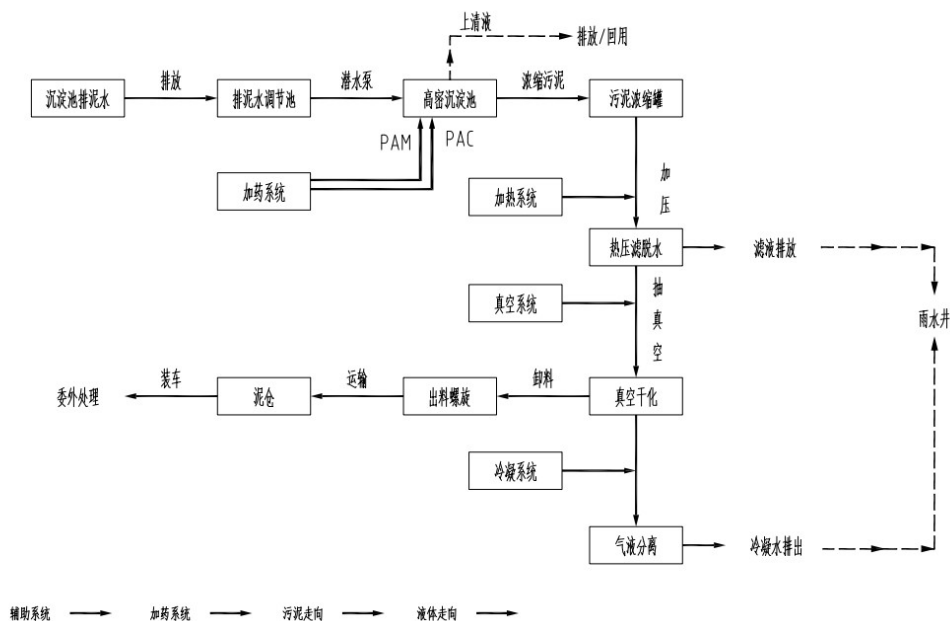 上清液
排放/回用
沉淀池排泥水
排放
排泥水调节池
潜水泵
高密沉淀池
浓缩污泥
污泥浓缩罐
PAM
PAC
加药系统
加热系统
加压
热压滤脱水
滤液排放
真空系统
抽真空
雨水井
委外处理
装车
泥仓
运输
出料螺旋
卸料
真空干化
冷凝系统
气液分离
冷凝水排出
辅助系统
加药系统
污泥走向
液体走向